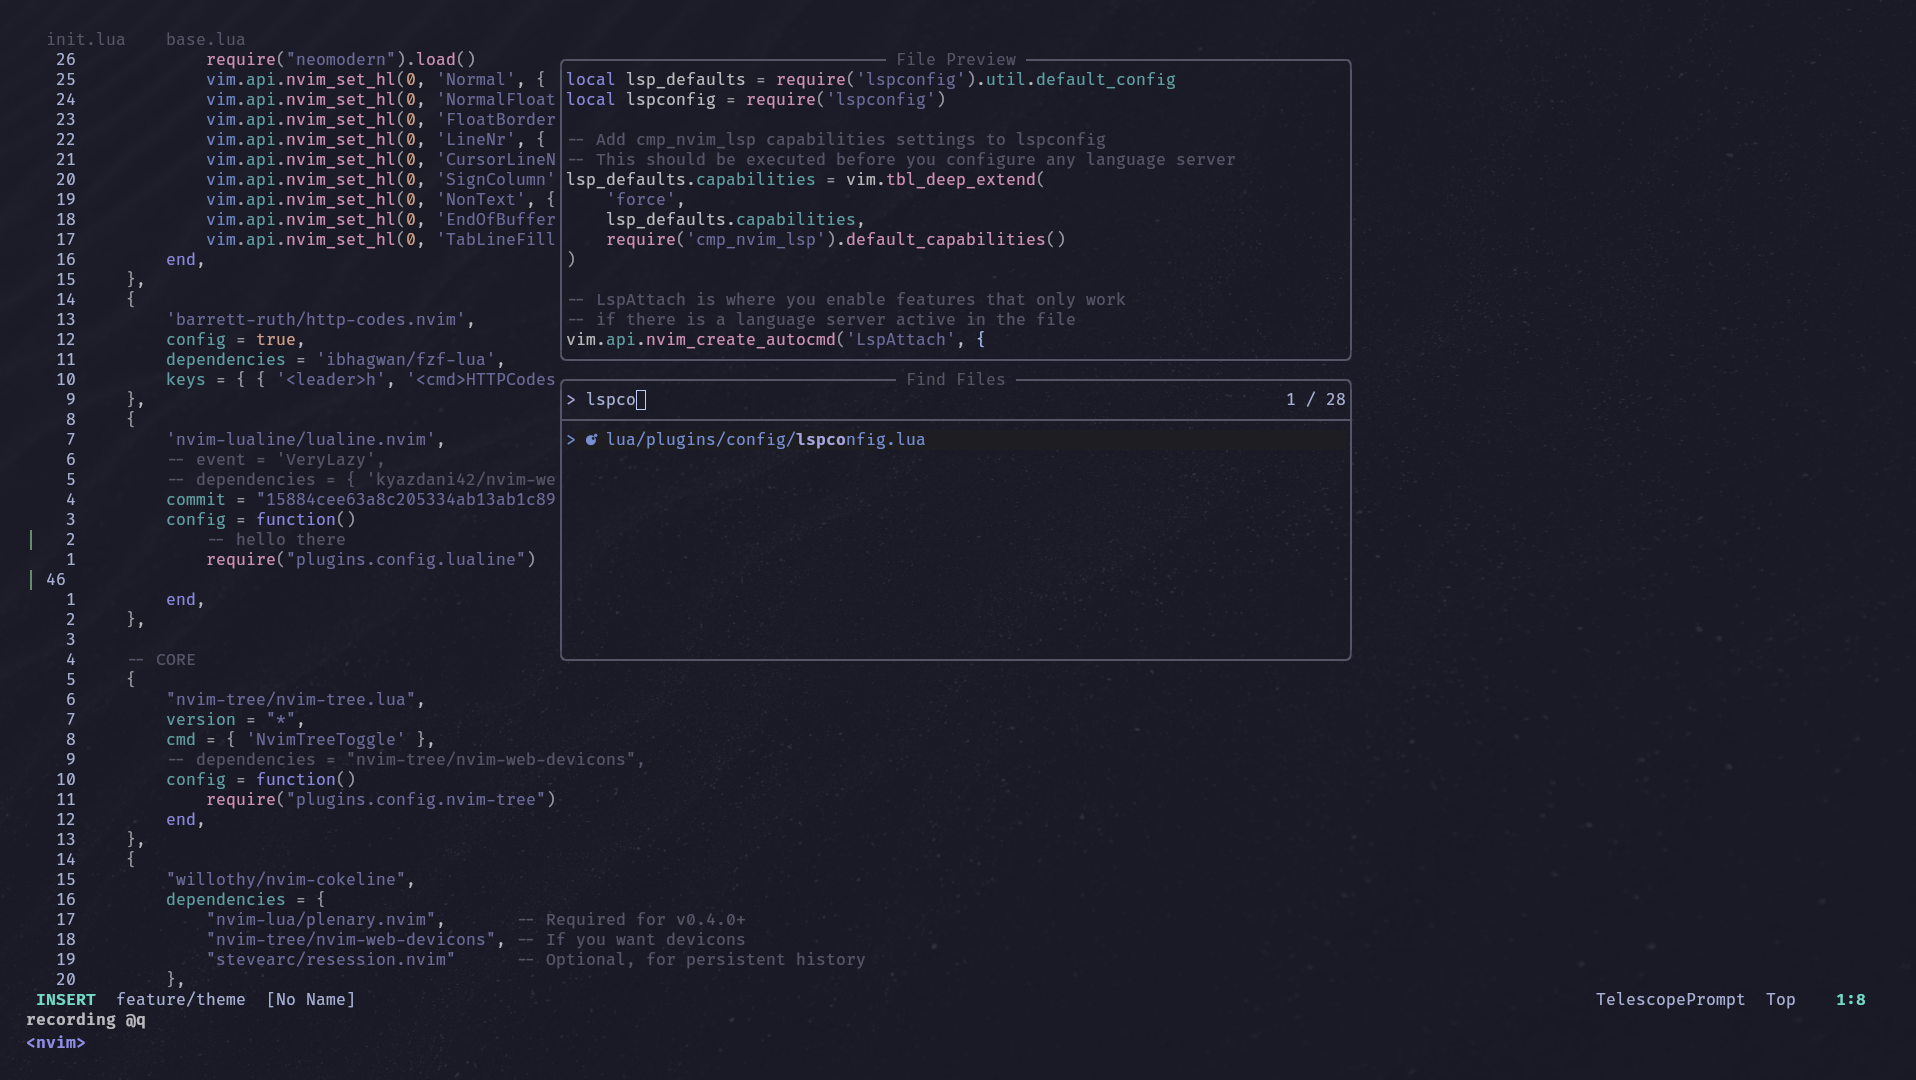 init.lua    base.lua
26             require("neomodern").load()
25             vim.api.nvim_set_hl(0, 'Normal', {
24             vim.api.nvim_set_hl(0, 'NormalFloat
23             vim.api.nvim_set_hl(0, 'FloatBorder
22             vim.api.nvim_set_hl(0, 'LineNr', {
21             vim.api.nvim_set_hl(0, 'CursorLineN
20             vim.api.nvim_set_hl(0, 'SignColumn'
19             vim.api.nvim_set_hl(0, 'NonText', {
18             vim.api.nvim_set_hl(0, 'EndOfBuffer
17             vim.api.nvim_set_hl(0, 'TabLineFill
16         end,
15     },
14     {
13         'barrett-ruth/http-codes.nvim',
12         config = true,
11         dependencies = 'ibhagwan/fzf-lua',
10         keys = { { '<leader>h', '<cmd>HTTPCodes
9     },
8     {
7         'nvim-lualine/lualine.nvim',
6         -- event = 'VeryLazy',
5         -- dependencies = { 'kyazdani42/nvim-we
4         commit = "15884cee63a8c205334ab13ab1c89
3         config = function()
2             -- hello there
1             require("plugins.config.lualine")
46
1         end,
2     },
3
4     -- CORE
5     {
6         "nvim-tree/nvim-tree.lua",
7         version = "*",
8         cmd = { 'NvimTreeToggle' },
9         -- dependencies = "nvim-tree/nvim-web-devicons",
10         config = function()
11             require("plugins.config.nvim-tree")
12         end,
13     },
14     {
15         "willothy/nvim-cokeline",
16         dependencies = {
17             "nvim-lua/plenary.nvim",        -- Required for v0.4.0+
18             "nvim-tree/nvim-web-devicons", -- If you want devicons
19             "stevearc/resession.nvim"       -- Optional, for persistent history
20         },
File Preview
local lsp_defaults = require('lspconfig').util.default_config
local lspconfig = require('lspconfig')
-- Add cmp_nvim_lsp capabilities settings to lspconfig
-- This should be executed before you configure any language server
lsp_defaults.capabilities = vim.tbl_deep_extend(
    'force',
    lsp_defaults.capabilities,
    require('cmp_nvim_lsp').default_capabilities()
)
-- LspAttach is where you enable features that only work
-- if there is a language server active in the file
vim.api.nvim_create_autocmd('LspAttach', {
Find Files
> lspco    1 / 28
> lua/plugins/config/lspconfig.lua
INSERT  feature/theme  [No Name]    TelescopePrompt  Top    1:8
recording @q
<nvim>